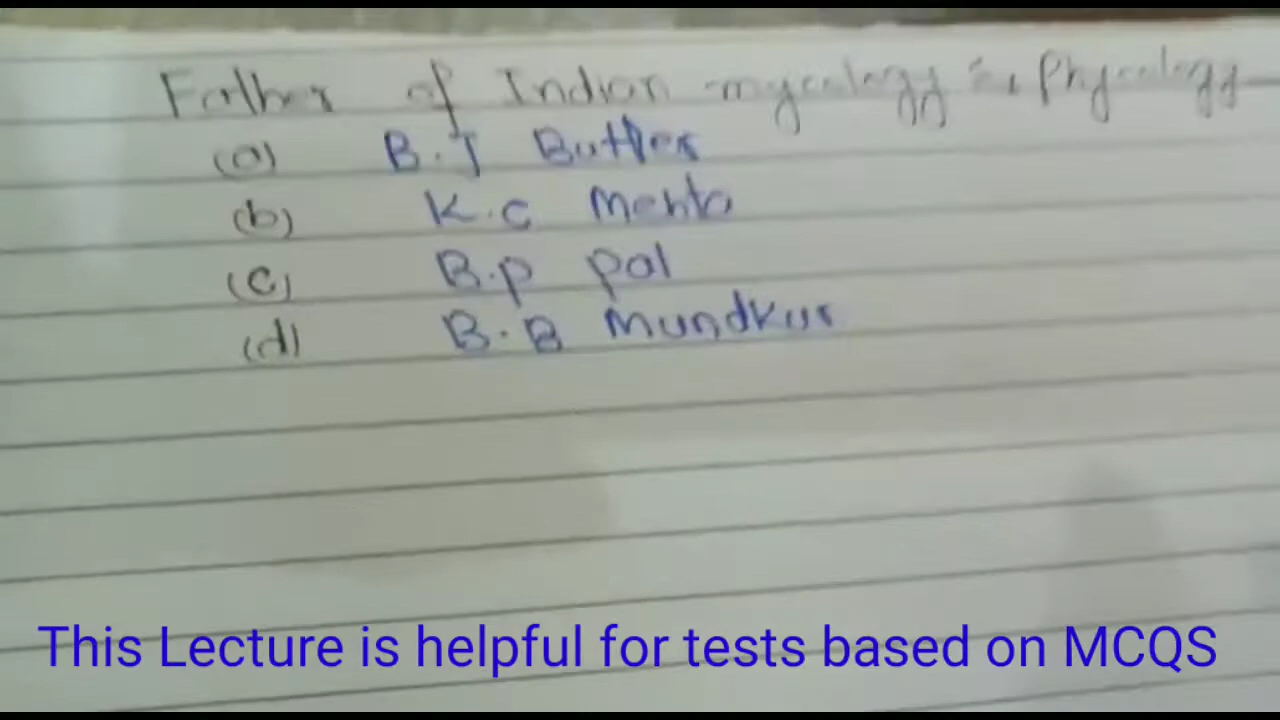 Father of Indian mycology & Phycology
(a) B.J Butler
(b) K.C Mehta
(c) B.P Pal
(d) B.B Mundkur
This Lecture is helpful for tests based on MCQS